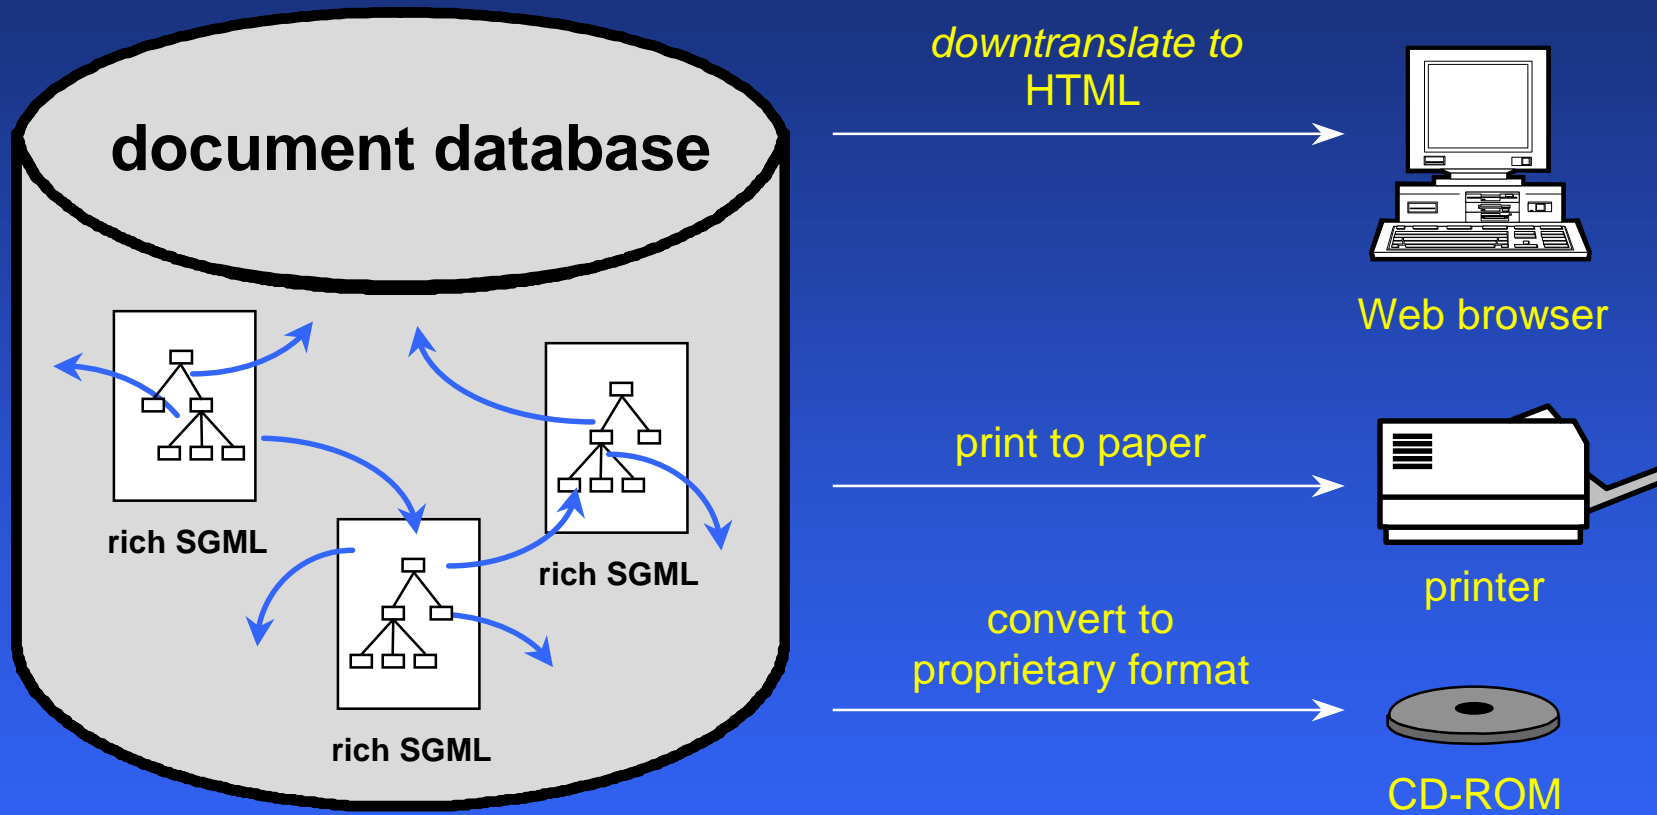 document database
rich SGML
rich SGML
rich SGML
downtranslate to
HTML
Web browser
print to paper
printer
convert to
proprietary format
CD-ROM